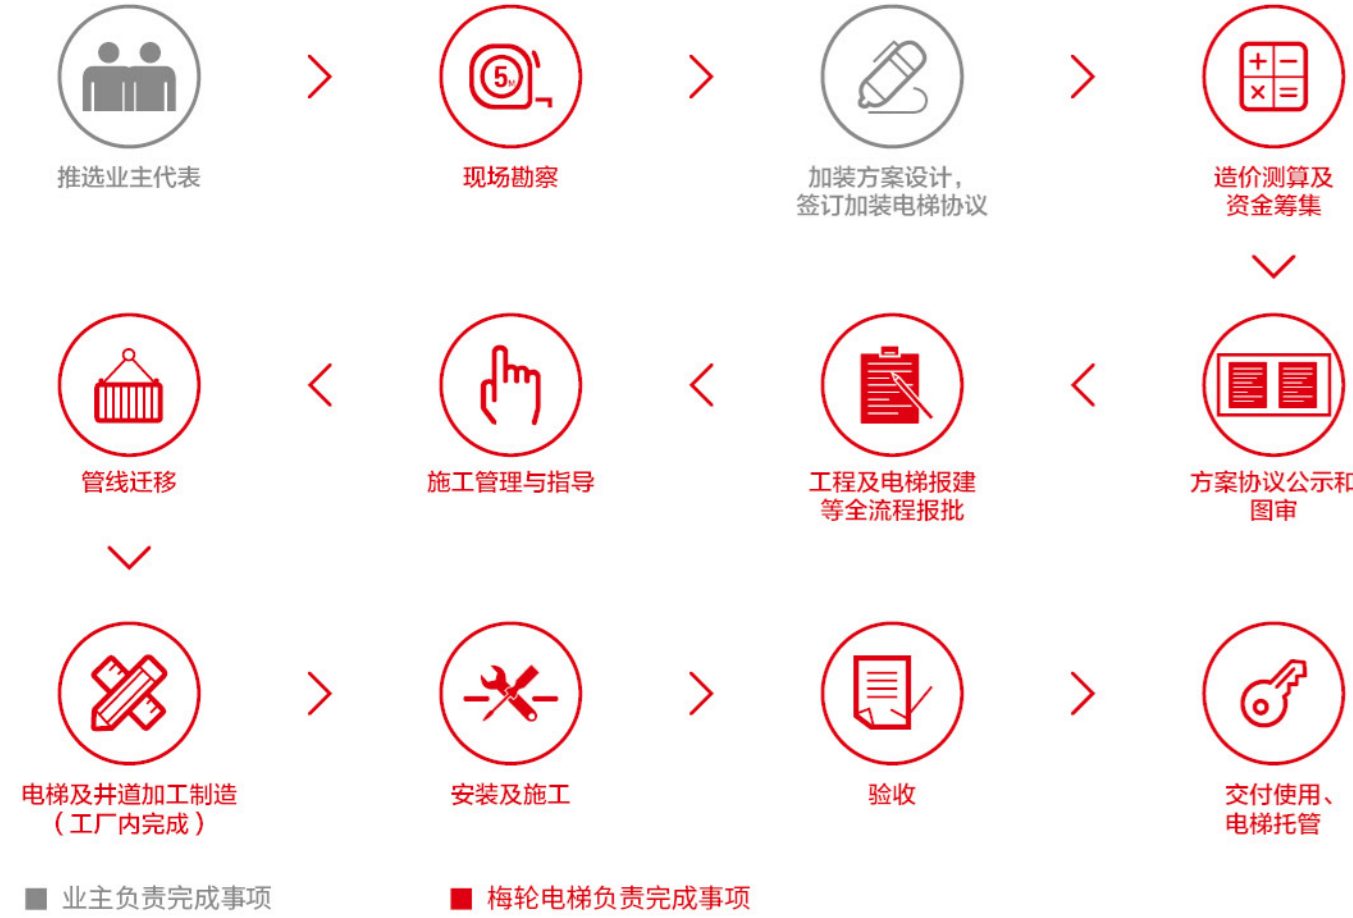 5M
推选业主代表
现场勘察
加装方案设计，
签订加装电梯协议
造价测算及
资金筹集
管线迁移
施工管理与指导
工程及电梯报建
等全流程报批
方案协议公示和
图审
电梯及井道加工制造
（工厂内完成）
安装及施工
验收
交付使用、
电梯托管
业主负责完成事项
梅轮电梯负责完成事项